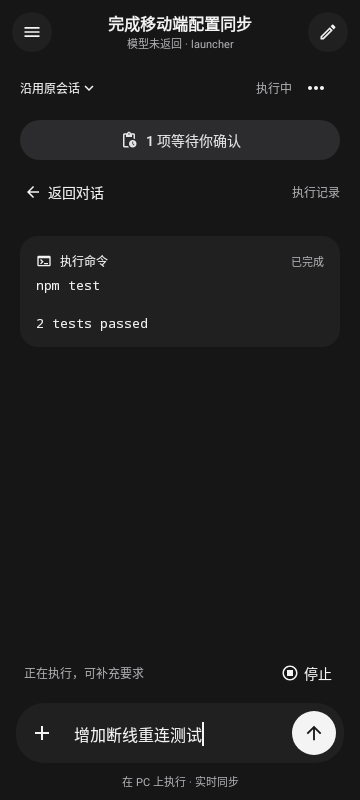 完成移动端配置同步
模型未返回 · launcher
沿用原会话
执行中
1 项等待你确认
返回对话
执行记录
执行命令
已完成
npm test
2 tests passed
正在执行，可补充要求
停止
增加断线重连测试
在 PC 上执行 · 实时同步